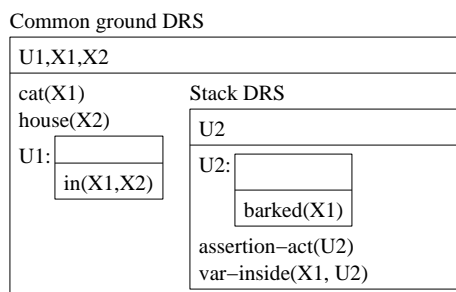 Common ground DRS
U1,X1,X2
cat(X1)
house(X2)
U1:
in(X1,X2)
Stack DRS
U2
U2:
barked(X1)
assertion−act(U2)
var−inside(X1, U2)